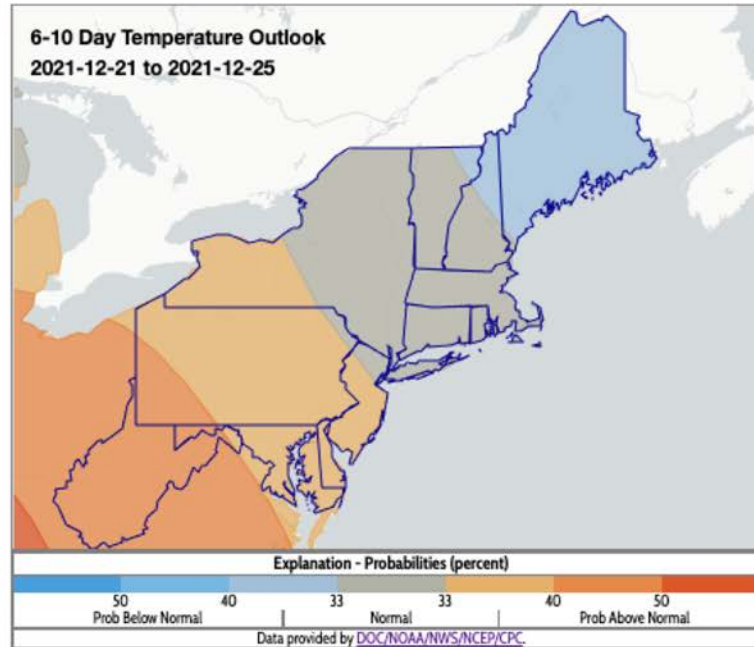 6-10 Day Temperature Outlook
2021-12-21 to 2021-12-25
Explanation - Probabilities (percent)
50 40 33 33 40 50
Prob Below Normal | Normal | Prob Above Normal
Data provided by DOC/NOAA/NWS/NCEP/CPC.